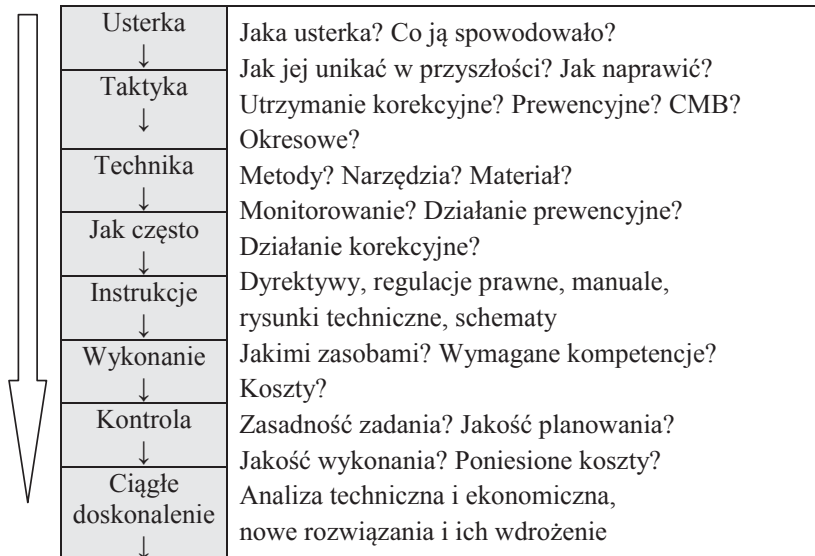 Usterka
↓
Taktyka
↓
Technika
↓
Jak często
↓
Instrukcje
↓
Wykonanie
↓
Kontrola
↓
Ciągłe
doskonalenie
↓
Jaka usterka? Co ją spowodowało?
Jak jej unikać w przyszłości? Jak naprawić?
Utrzymanie korekcyjne? Prewencyjne? CMB?
Okresowe?
Metody? Narzędzia? Materiał?
Monitorowanie? Działanie prewencyjne?
Działanie korekcyjne?
Dyrektywy, regulacje prawne, manuale,
rysunki techniczne, schematy
Jakimi zasobami? Wymagane kompetencje?
Koszty?
Zasadność zadania? Jakość planowania?
Jakość wykonania? Poniesione koszty?
Analiza techniczna i ekonomiczna,
nowe rozwiązania i ich wdrożenie